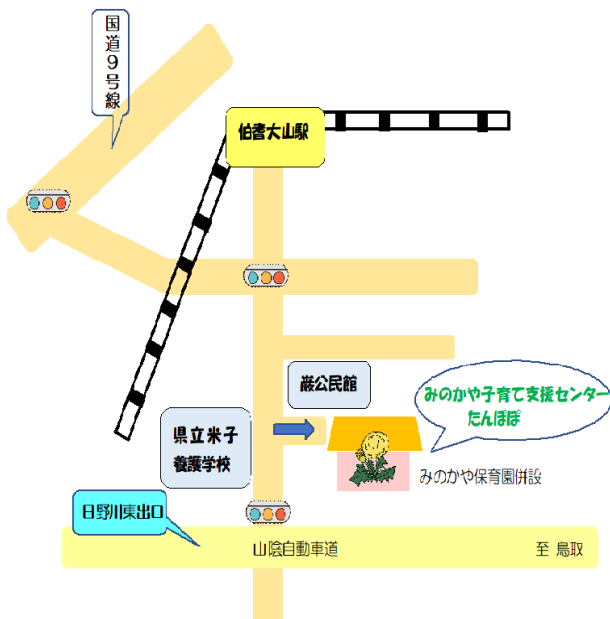 国道9号線
伯耆大山駅
巌公民館
みのかや子育て支援センター
たんぽぽ
県立米子
養護学校
みのかや保育園併設
日野川東出口
山陰自動車道
至 鳥取